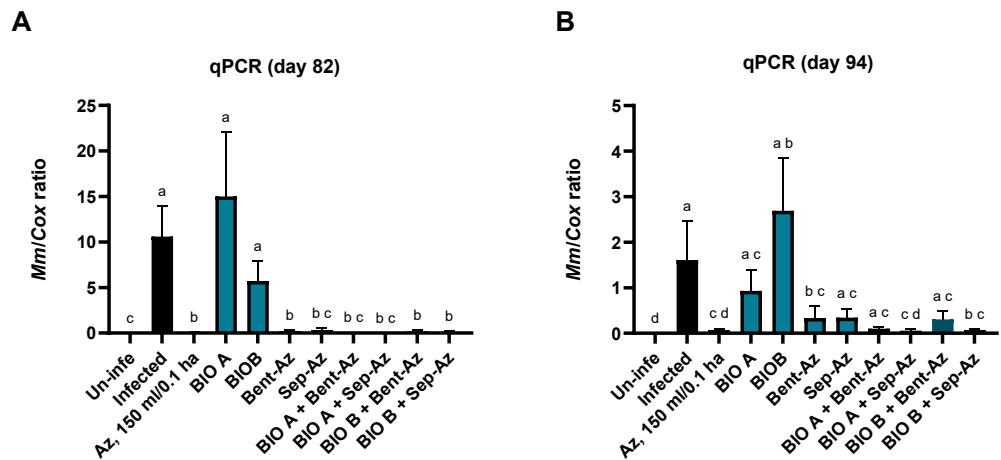 A
qPCR (day 82)
Mm/Cox ratio
25
20
15
10
5
0
c
a
b
a
a
b
b c
b c
b c
b
b
Un-infe
Infected
Az, 150 ml/0.1 ha
BIO A
BIOB
Bent-Az
Sep-Az
BIO A + Bent-Az
BIO A + Sep-Az
BIO B + Bent-Az
BIO B + Sep-Az
B
qPCR (day 94)
Mm/Cox ratio
5
4
3
2
1
0
d
a
c d
a c
a b
b c
a c
a c
c d
a c
b c
Un-infe
Infected
Az, 150 ml/0.1 ha
BIO A
BIOB
Bent-Az
Sep-Az
BIO A + Bent-Az
BIO A + Sep-Az
BIO B + Bent-Az
BIO B + Sep-Az